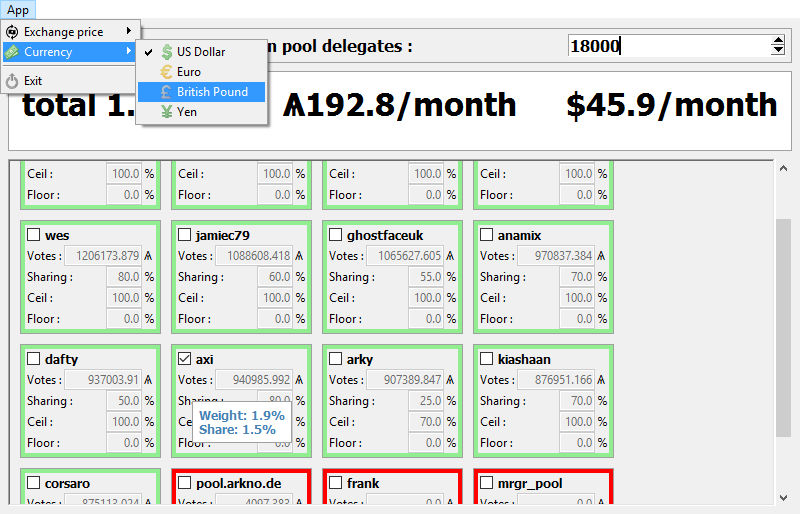 App
Exchange price
Currency
Exit
US Dollar
Euro
British Pound
Yen
n pool delegates :
18000
total 1.
Ѧ192.8/month
$45.9/month
Ceil : 100.0 % Ceil : 100.0 % Ceil : 100.0 % Ceil : 100.0 %
Floor : 0.0 % Floor : 0.0 % Floor : 0.0 % Floor : 0.0 %
wes jamiec79 ghostfaceuk anamix
Votes : 1206173.879 Ѧ Votes : 1088608.418 Ѧ Votes : 1065627.605 Ѧ Votes : 970837.384 Ѧ
Sharing : 80.0 % Sharing : 60.0 % Sharing : 55.0 % Sharing : 70.0 %
Ceil : 100.0 % Ceil : 100.0 % Ceil : 100.0 % Ceil : 100.0 %
Floor : 0.0 % Floor : 0.0 % Floor : 0.0 % Floor : 0.0 %
dafty axi arky kiashaan
Votes : 937003.91 Ѧ Votes : 940985.992 Ѧ Votes : 907389.847 Ѧ Votes : 876951.166 Ѧ
Sharing : 50.0 % Sharing : 80.0 % Sharing : 25.0 % Sharing : 70.0 %
Ceil : 100.0 % Ceil % Ceil : 70.0 % Ceil : 100.0 %
Floor : 0.0 % Floor % Floor : 0.0 % Floor : 0.0 %
Weight: 1.9%
Share: 1.5%
corsaro pool.arkno.de frank mrgr_pool
Votes : 875113.024 Ѧ Votes : 4097.383 Ѧ Votes : 0.0 Ѧ Votes : 0.0 Ѧ